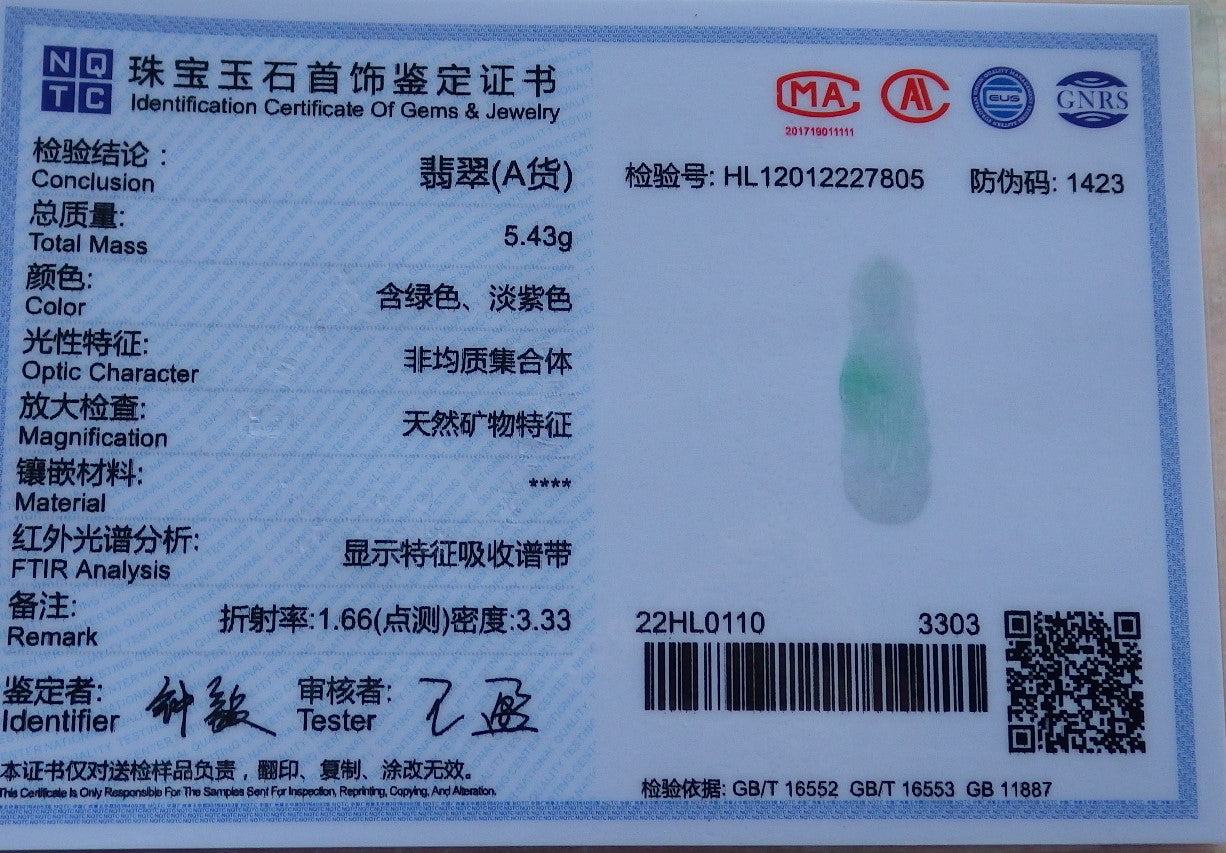 NQ
TC
珠宝玉石首饰鉴定证书
Identification Certificate Of Gems & Jewelry
检验结论：
Conclusion
翡翠(A货)
总质量:
Total Mass
5.43g
颜色:
Color
含绿色、淡紫色
光性特征:
Optic Character
非均质集合体
放大检查:
Magnification
天然矿物特征
镶嵌材料:
Material
****
红外光谱分析:
FTIR Analysis
显示特征吸收谱带
备注:
Remark
折射率:1.66(点测)密度:3.33
鉴定者:
Identifier
审核者:
Tester
本证书仅对送检样品负责，翻印、复制、涂改无效。
This Certificate Is Only Responsible For The Samples Sent For Inspection, Reprinting, Copying, And Alteration.
MA
201719011111
AL
EQS
GNRS
检验号: HL12012227805
防伪码: 1423
22HL0110
3303
检验依据: GB/T 16552 GB/T 16553 GB 11887